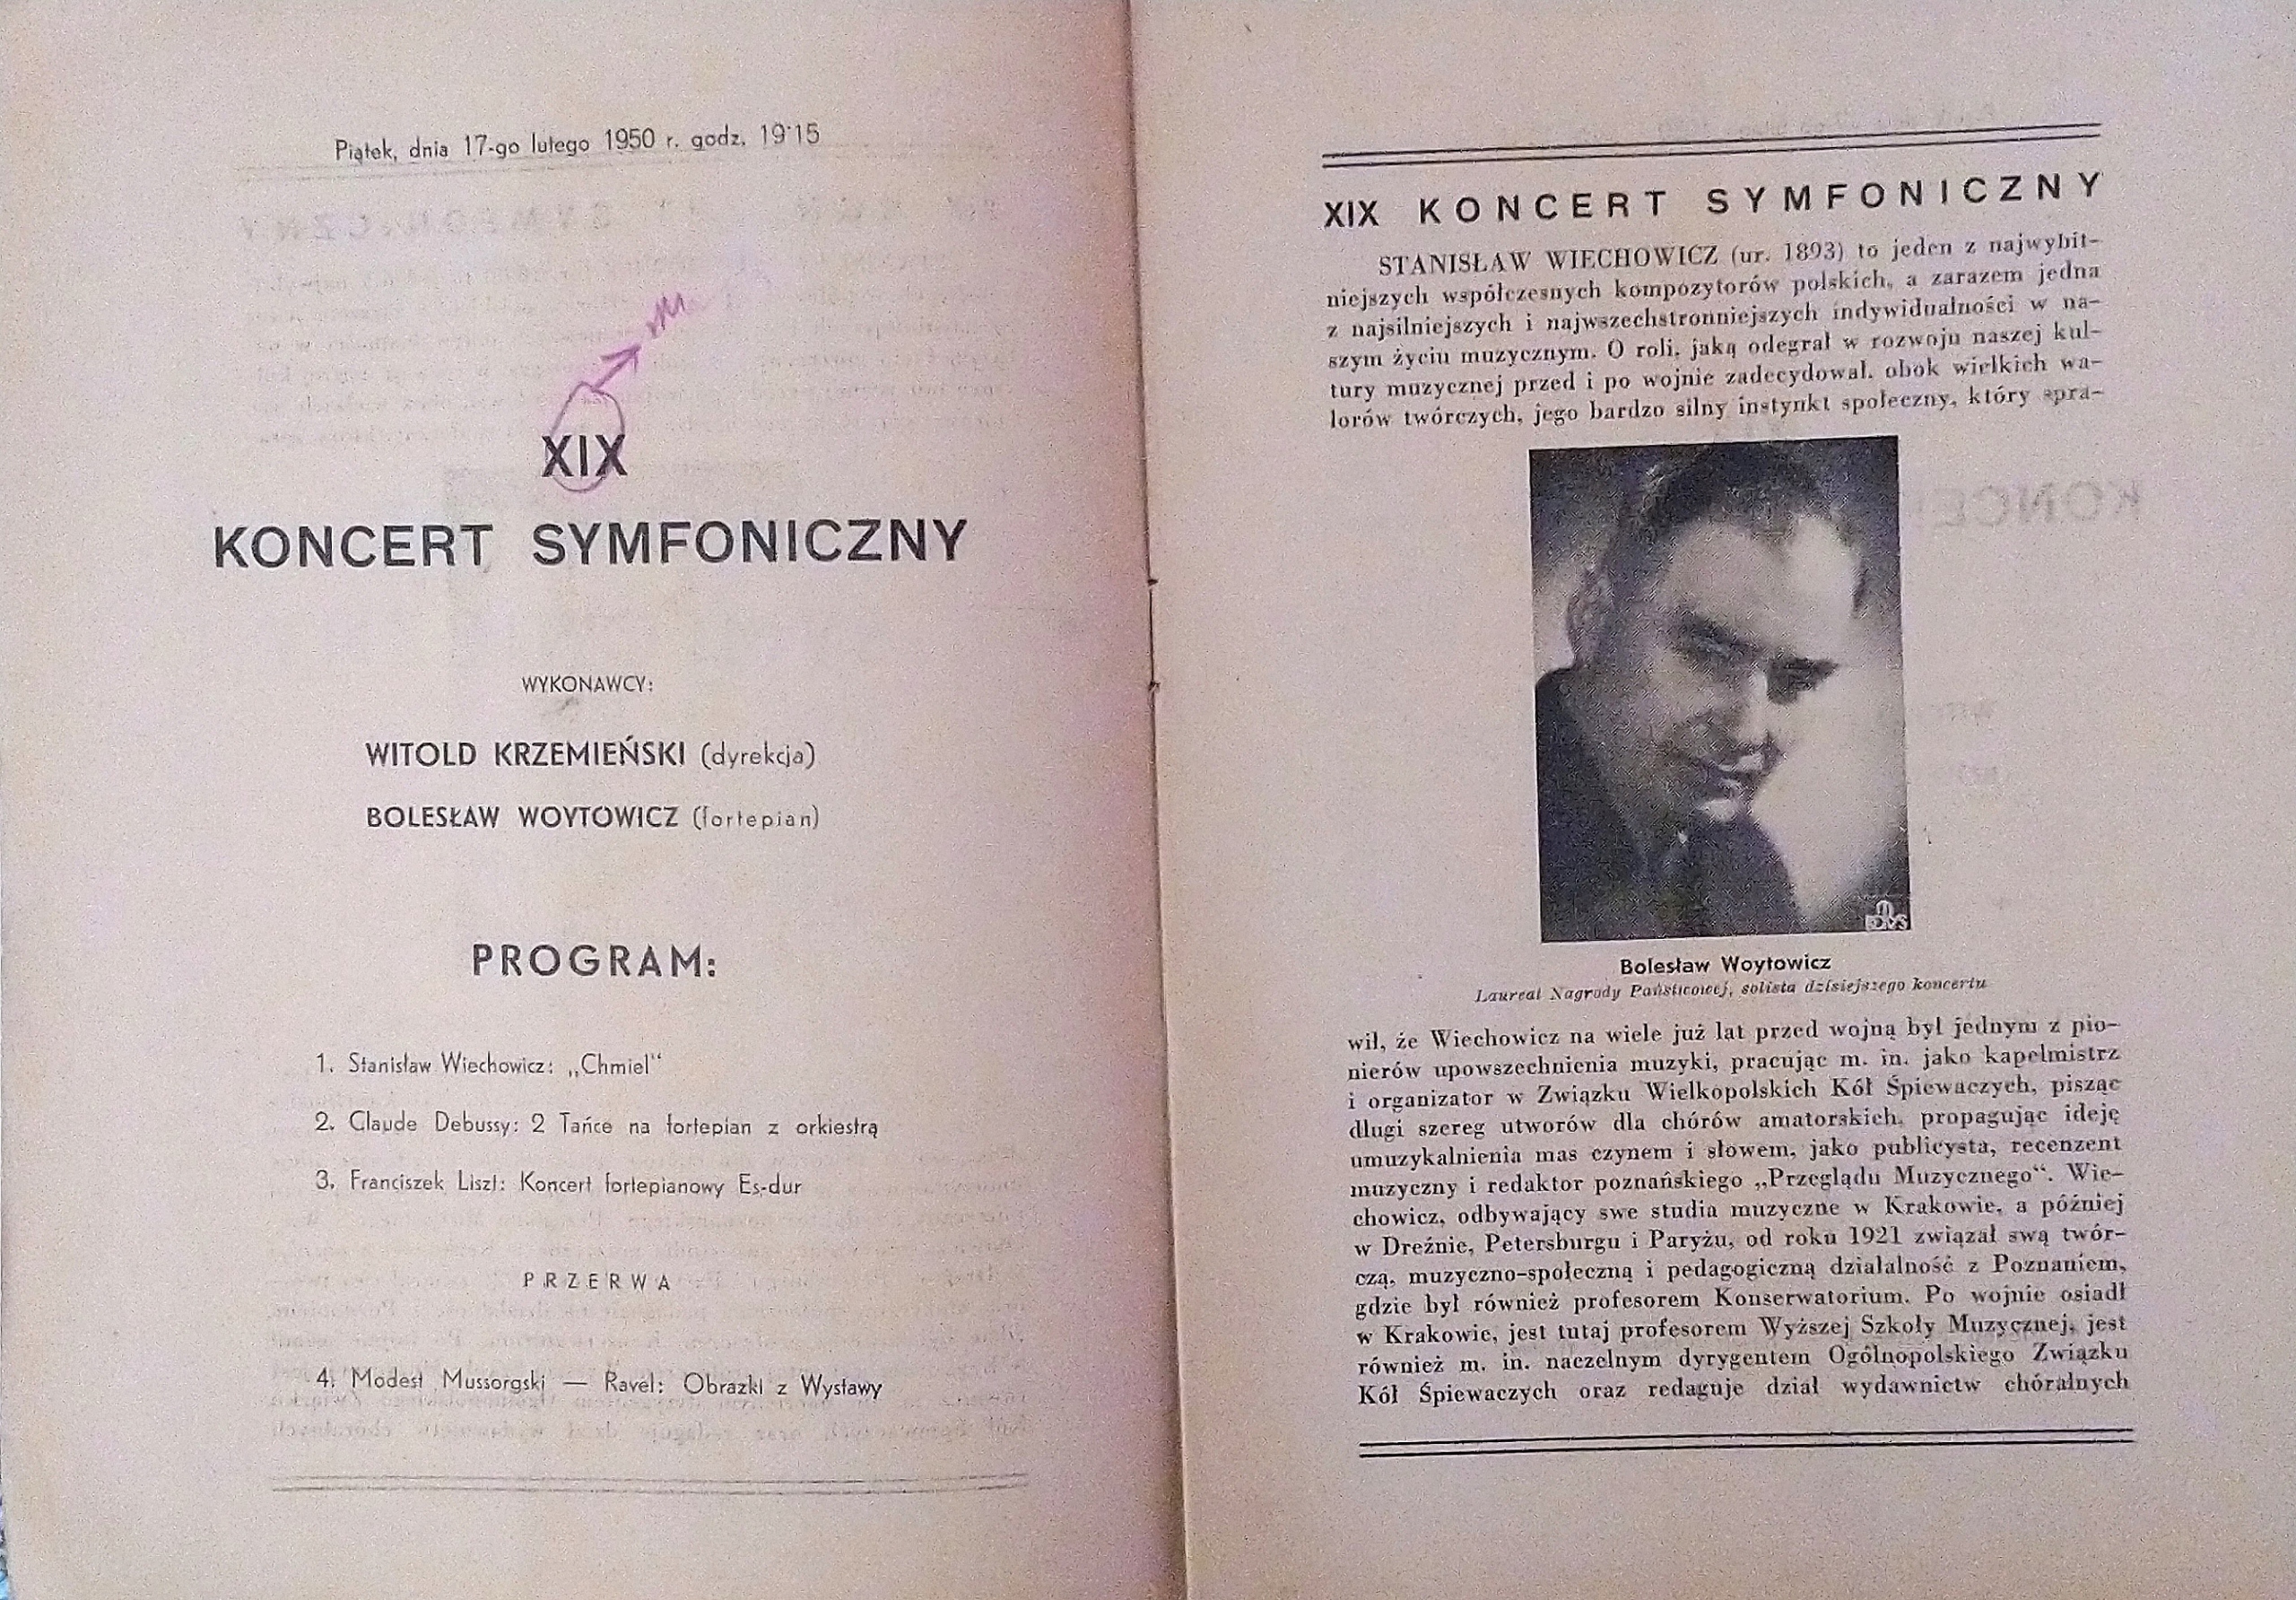 Piątek, dnia 17-go lutego 1950 r. godz. 19·15
XIX
KONCERT SYMFONICZNY
WYKONAWCY:
WITOLD KRZEMIEŃSKI (dyrekcja)
BOLESŁAW WOYTOWICZ (fortepian)
PROGRAM:
1. Stanisław Wiechowicz: „Chmiel“
2. Claude Debussy: 2 Tańce na fortepian z orkiestrą
3. Franciszek Liszt: Koncert fortepianowy Es-dur
PRZERWA
4. Modest Mussorgski — Ravel: Obrazki z Wystawy
XIX KONCERT SYMFONICZNY
STANISŁAW WIECHOWICZ (ur. 1893) to jeden z najwybit-
niejszych współczesnych kompozytorów polskich, a zarazem jedna
z najsilniejszych i najwszechstronniejszych indywidualności w na-
szym życiu muzycznym. O roli, jaką odegrał w rozwoju naszej kul-
tury muzycznej przed i po wojnie zadecydował, obok wielkich wa-
lorów twórczych, jego bardzo silny instynkt społeczny, który spra-
Bolesław Woytowicz
Laureat Nagrody Państwowej, solista dzisiejszego koncertu
wił, że Wiechowicz na wiele już lat przed wojną był jednym z pio-
nierów upowszechnienia muzyki, pracując m. in. jako kapelmistrz
i organizator w Związku Wielkopolskich Kół Śpiewaczych, pisząc
długi szereg utworów dla chórów amatorskich, propagując ideję
umuzykalnienia mas czynem i słowem, jako publicysta, recenzent
muzyczny i redaktor poznańskiego „Przeglądu Muzycznego“. Wie-
chowicz, odbywający swe studia muzyczne w Krakowie, a później
w Dreźnie, Petersburgu i Paryżu, od roku 1921 związał swą twór-
czą, muzyczno-społeczną i pedagogiczną działalność z Poznaniem,
gdzie był również profesorem Konserwatorium. Po wojnie osiadł
w Krakowie, jest tutaj profesorem Wyższej Szkoły Muzycznej, jest
również m. in. naczelnym dyrygentem Ogólnopolskiego Związku
Kół Śpiewaczych oraz redaguje dział wydawnictw chóralnych